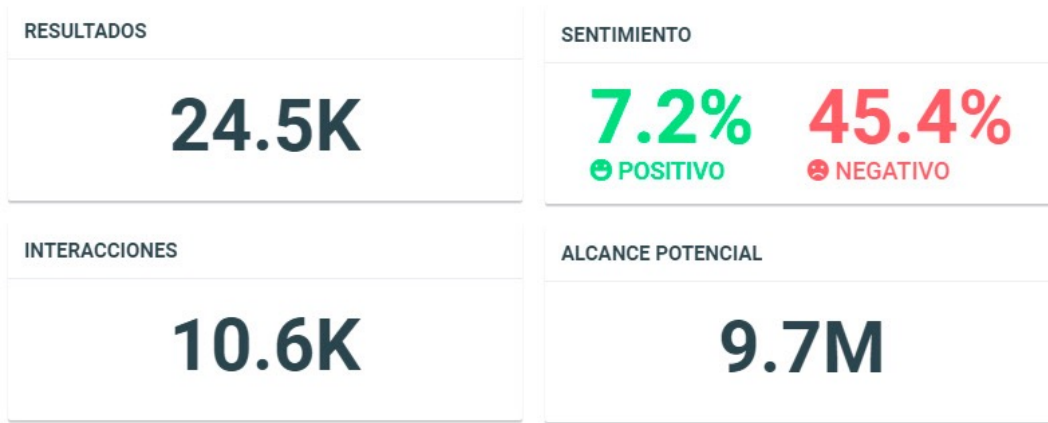 RESULTADOS
24.5K
SENTIMIENTO
7.2% 45.4%
POSITIVO NEGATIVO
INTERACCIONES
10.6K
ALCANCE POTENCIAL
9.7M